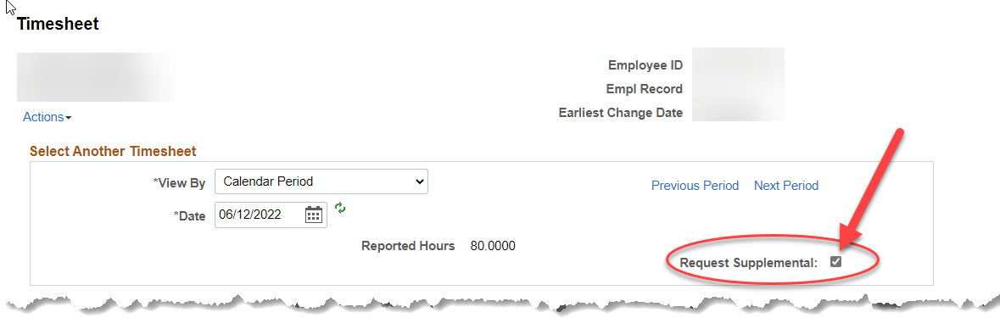 Timesheet
Employee ID
Empl Record
Earliest Change Date
Actions
Select Another Timesheet
*View By Calendar Period
Previous Period Next Period
*Date 06/12/2022
Reported Hours 80.0000
Request Supplemental: